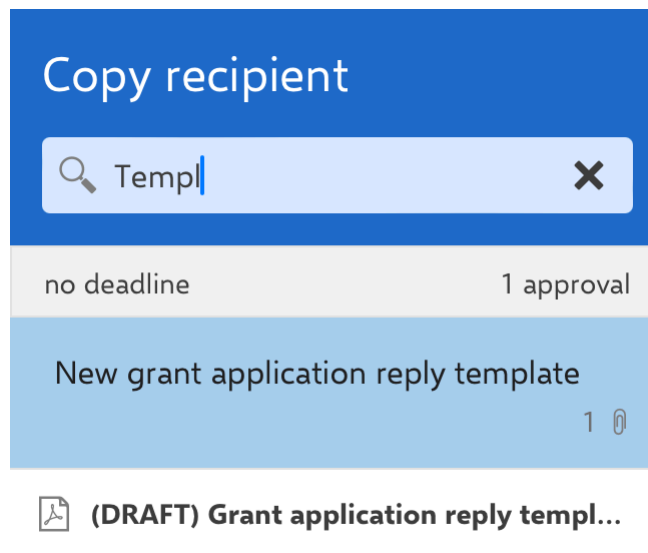 Copy recipient
Templ
no deadline 1 approval
New grant application reply template
1
(DRAFT) Grant application reply templ...